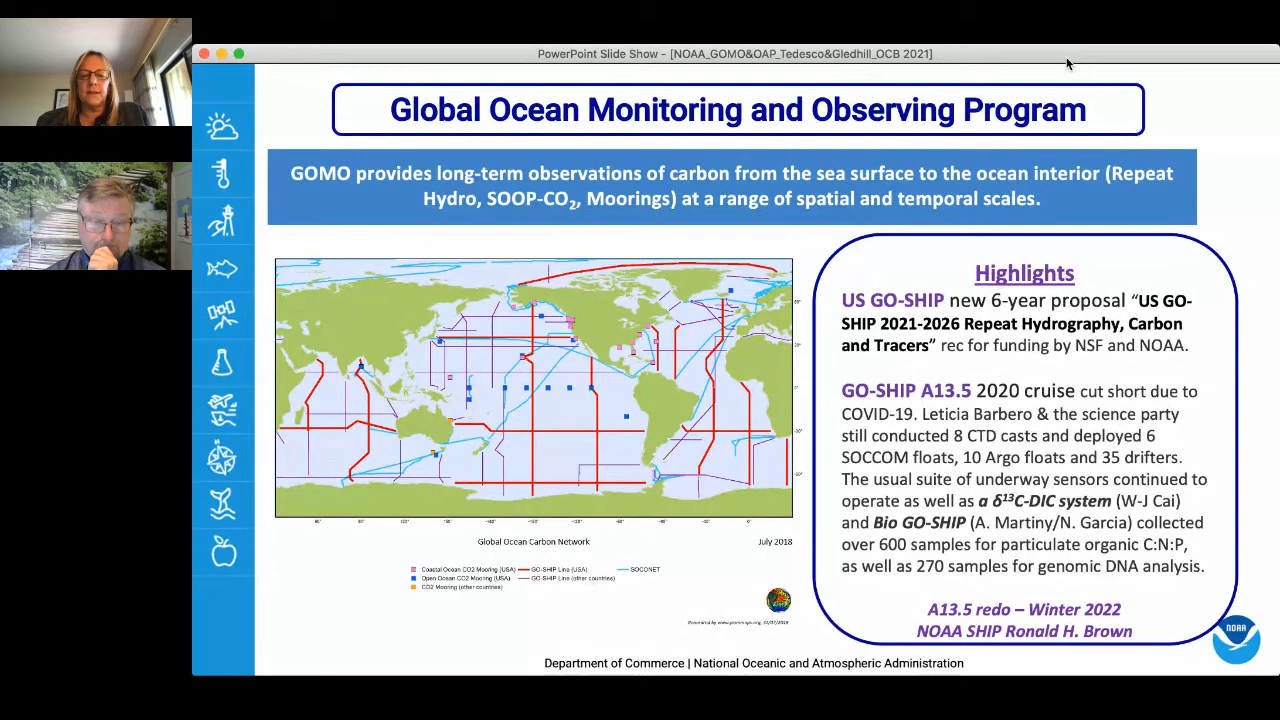 PowerPoint Slide Show - [NOAA_GOMO&OAP_Tedesco&Gledhill_OCB 2021]
Global Ocean Monitoring and Observing Program
GOMO provides long-term observations of carbon from the sea surface to the ocean interior (Repeat
Hydro, SOOP-CO₂, Moorings) at a range of spatial and temporal scales.
Global Ocean Carbon Network
July 2018
Coastal Ocean CO2 Mooring (USA)
GO-SHIP Line (USA)
SOCONET
Open Ocean CO2 Mooring (USA)
GO-SHIP Line (other countries)
CO2 Mooring (other countries)
Highlights
US GO-SHIP new 6-year proposal “US GO-
SHIP 2021-2026 Repeat Hydrography, Carbon
and Tracers” rec for funding by NSF and NOAA.
GO-SHIP A13.5 2020 cruise cut short due to
COVID-19. Leticia Barbero & the science party
still conducted 8 CTD casts and deployed 6
SOCCOM floats, 10 Argo floats and 35 drifters.
The usual suite of underway sensors continued to
operate as well as a δ¹³C-DIC system (W-J Cai)
and Bio GO-SHIP (A. Martiny/N. Garcia) collected
over 600 samples for particulate organic C:N:P,
as well as 270 samples for genomic DNA analysis.
A13.5 redo – Winter 2022
NOAA SHIP Ronald H. Brown
NOAA
Department of Commerce | National Oceanic and Atmospheric Administration